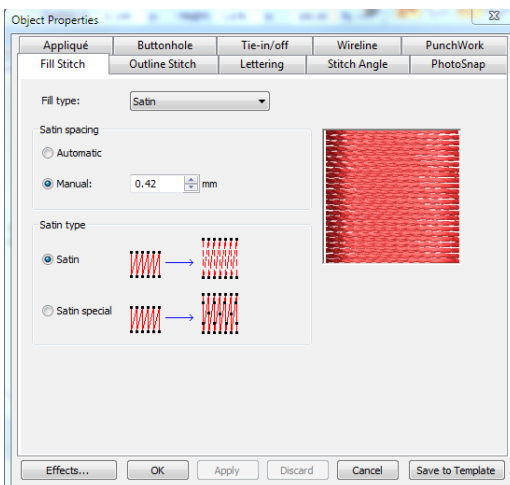 Object Properties
Appliqué Buttonhole Tie-in/off Wireline PunchWork
Fill Stitch Outline Stitch Lettering Stitch Angle PhotoSnap
Fill type: Satin
Satin spacing
Automatic
Manual: 0.42 mm
Satin type
Satin
Satin special
Effects... OK Apply Discard Cancel Save to Template